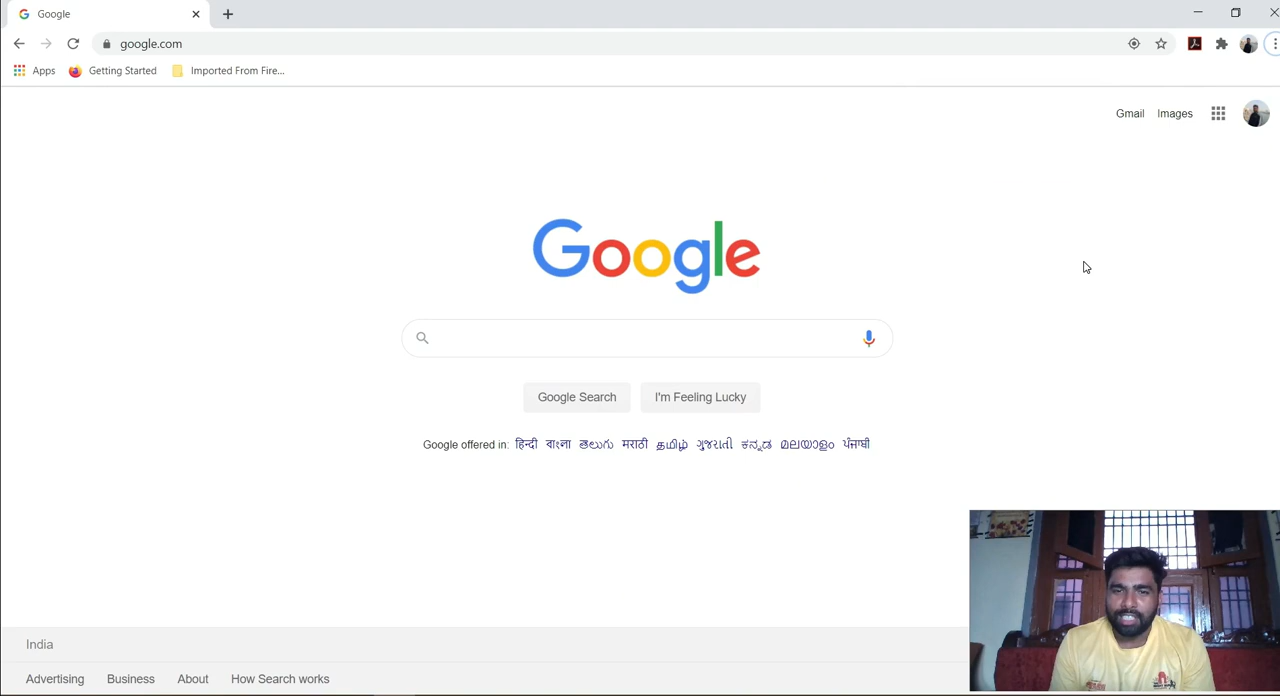 Google
google.com
Apps Getting Started Imported From Fire...
Gmail Images
Google
Google Search I'm Feeling Lucky
Google offered in: हिन्दी বাংলা తెలుగు मराठी தமிழ் ગુજરાતી ಕನ್ನಡ മലയാളം ਪੰਜਾਬੀ
India
Advertising Business About How Search works